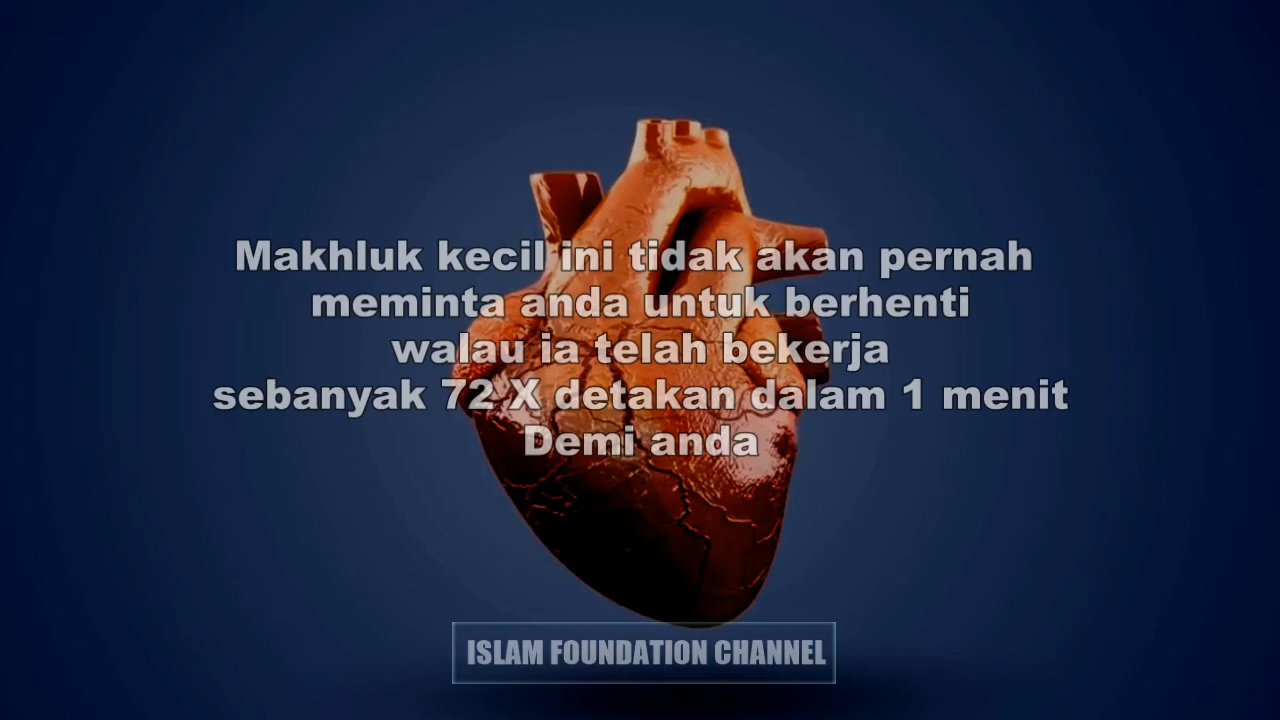 Makhluk kecil ini tidak akan pernah
meminta anda untuk berhenti
walau ia telah bekerja
sebanyak 72 X detakan dalam 1 menit
Demi anda
ISLAM FOUNDATION CHANNEL